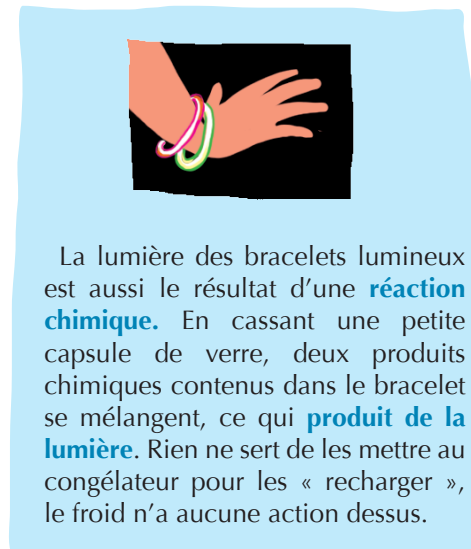 La lumière des bracelets lumineux
est aussi le résultat d’une réaction
chimique. En cassant une petite
capsule de verre, deux produits
chimiques contenus dans le bracelet
se mélangent, ce qui produit de la
lumière. Rien ne sert de les mettre au
congélateur pour les « recharger »,
le froid n’a aucune action dessus.